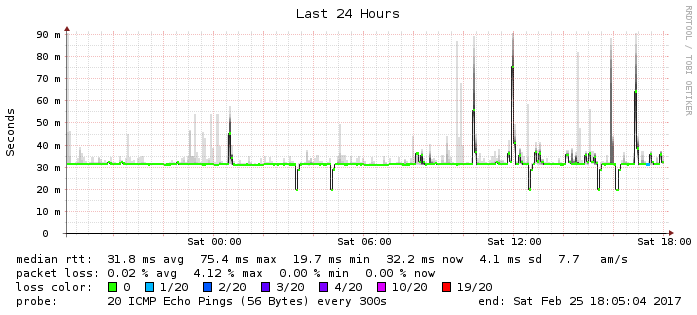 Last 24 Hours
RRDTOOL / TOBI OETIKER
Seconds
90 m
80 m
70 m
60 m
50 m
40 m
30 m
20 m
10 m
0
Sat 00:00 Sat 06:00 Sat 12:00 Sat 18:00
median rtt: 31.8 ms avg 75.4 ms max 19.7 ms min 32.2 ms now 4.1 ms sd 7.7 am/s
packet loss: 0.02 % avg 4.12 % max 0.00 % min 0.00 % now
loss color: 0 1/20 2/20 3/20 4/20 10/20 19/20
probe: 20 ICMP Echo Pings (56 Bytes) every 300s end: Sat Feb 25 18:05:04 2017